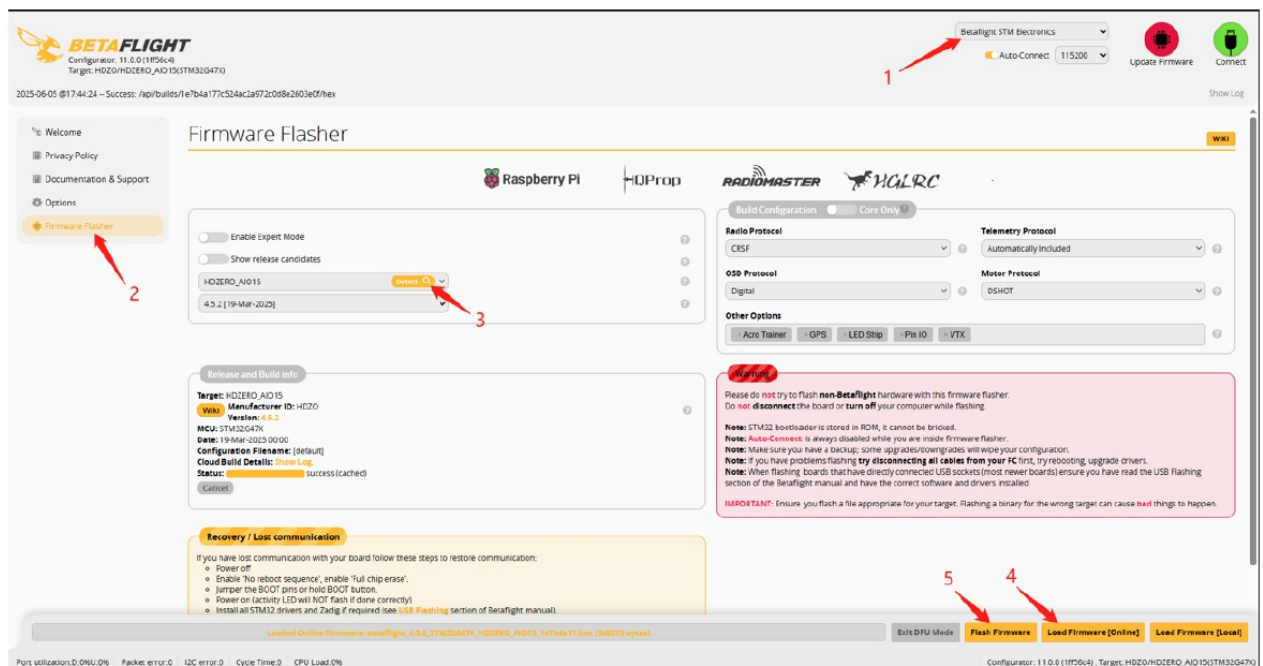 BETAFLIGHT
Configurator: 11.0.0 (1ff56c4)
Target: HDZO/HDZERO_AIO15(STM32G47X)
Betaflight STM Electronics
Auto-Connect
115200
Update Firmware
Connect
1
2025-06-05 @17:44:24 -- Success: /api/builds/1e7b4a177c524ac2a972c0d8e2603e0f/hex
Show Log
Welcome
Privacy Policy
Documentation & Support
Options
Firmware Flasher
2
Firmware Flasher
WIKI
Raspberry Pi
HQProp
RADIOMASTER
HGLRC
Enable Expert Mode
Show release candidates
HDZERO_AIO15
Detect
4.5.2 [19-Mar-2025]
3
Build Configuration
Core Only
Radio Protocol
CRSF
Telemetry Protocol
Automatically Included
OSD Protocol
Digital
Motor Protocol
DSHOT
Other Options
Acro Trainer
GPS
LED Strip
Pin IO
VTX
Release and Build info
Target: HDZERO_AIO15
Wiki Manufacturer ID: HDZO
Version: 4.5.2
MCU: STM32G47X
Date: 19-Mar-2025 00:00
Configuration Filename: [default]
Cloud Build Details: Show Log.
Status: success (cached)
Cancel
Warning
Please do not try to flash non-Betaflight hardware with this firmware flasher.
Do not disconnect the board or turn off your computer while flashing.
Note: STM32 bootloader is stored in ROM, it cannot be bricked.
Note: Auto-Connect is always disabled while you are inside firmware flasher.
Note: Make sure you have a backup; some upgrades/downgrades will wipe your configuration.
Note: If you have problems flashing try disconnecting all cables from your FC first, try rebooting, upgrade drivers.
Note: When flashing boards that have directly connected USB sockets (most newer boards) ensure you have read the USB Flashing
section of the Betaflight manual and have the correct software and drivers installed
IMPORTANT: Ensure you flash a file appropriate for your target. Flashing a binary for the wrong target can cause bad things to happen.
Recovery / Lost communication
If you have lost communication with your board follow these steps to restore communication:
Power off
Enable 'No reboot sequence', enable 'Full chip erase'.
Jumper the BOOT pins or hold BOOT button.
Power on (activity LED will NOT flash if done correctly).
Install all STM32 drivers and Zadig if required (see USB Flashing section of Betaflight manual).
5
4
Loaded Online Firmware: betaflight_4.5.2_STM32G47X_HDZERO_AIO15_1e7b4a17.hex
Exit DFU Mode
Flash Firmware
Load Firmware [Online]
Load Firmware [Local]
Port utilization: D:0% U:0%
Packet error: 0
I2C error: 0
Cycle Time: 0
CPU Load: 0%
Configurator: 11.0.0 (1ff56c4) , Target: HDZO/HDZERO_AIO15(STM32G47X)